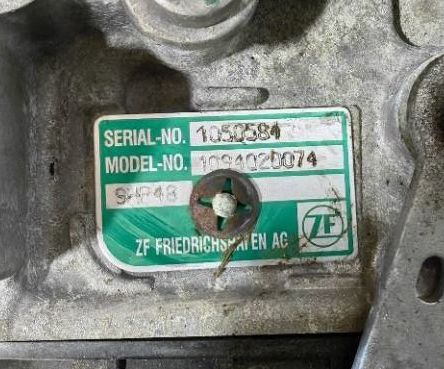 SERIAL-NO. 1050584
MODEL-NO. 1094020074
5HP48
ZF FRIEDRICHSHAFEN AG ZF